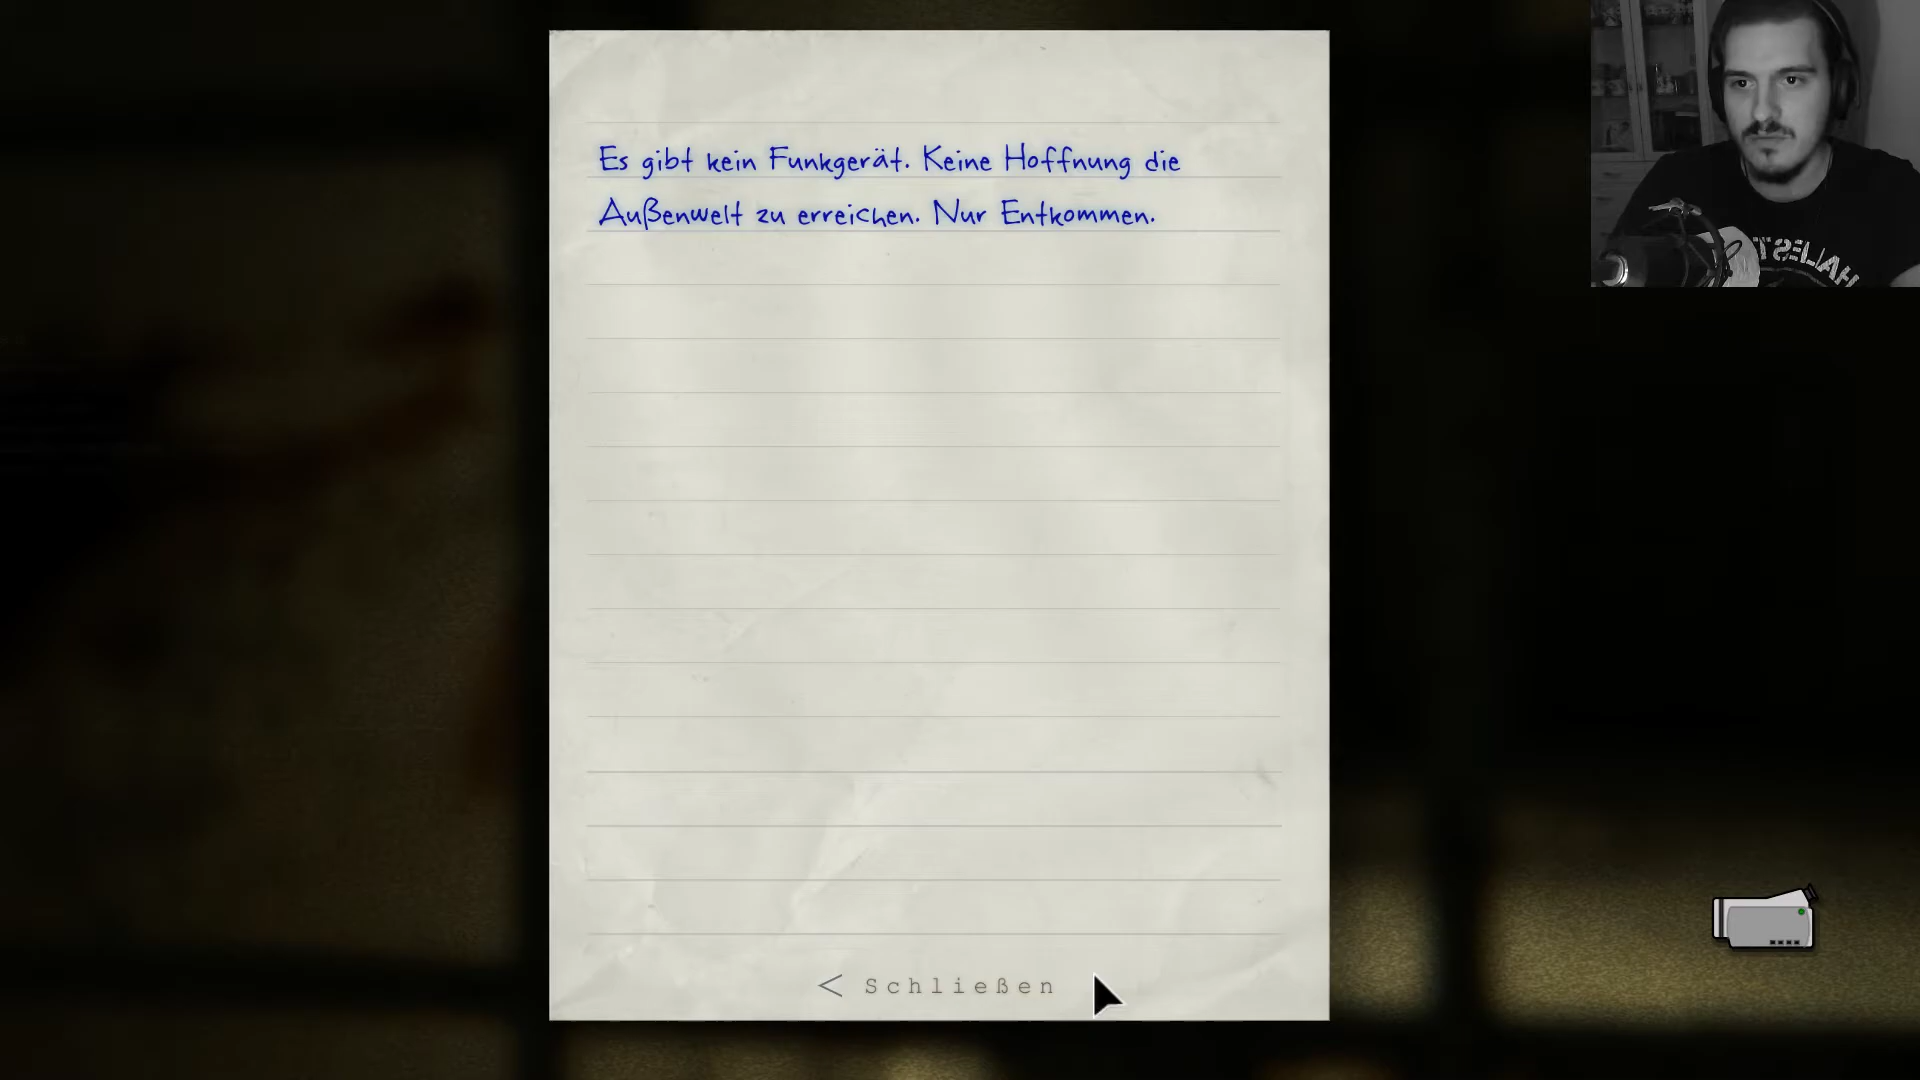 Es gibt kein Funkgerät. Keine Hoffnung die
Außenwelt zu erreichen. Nur Entkommen.
< Schließen